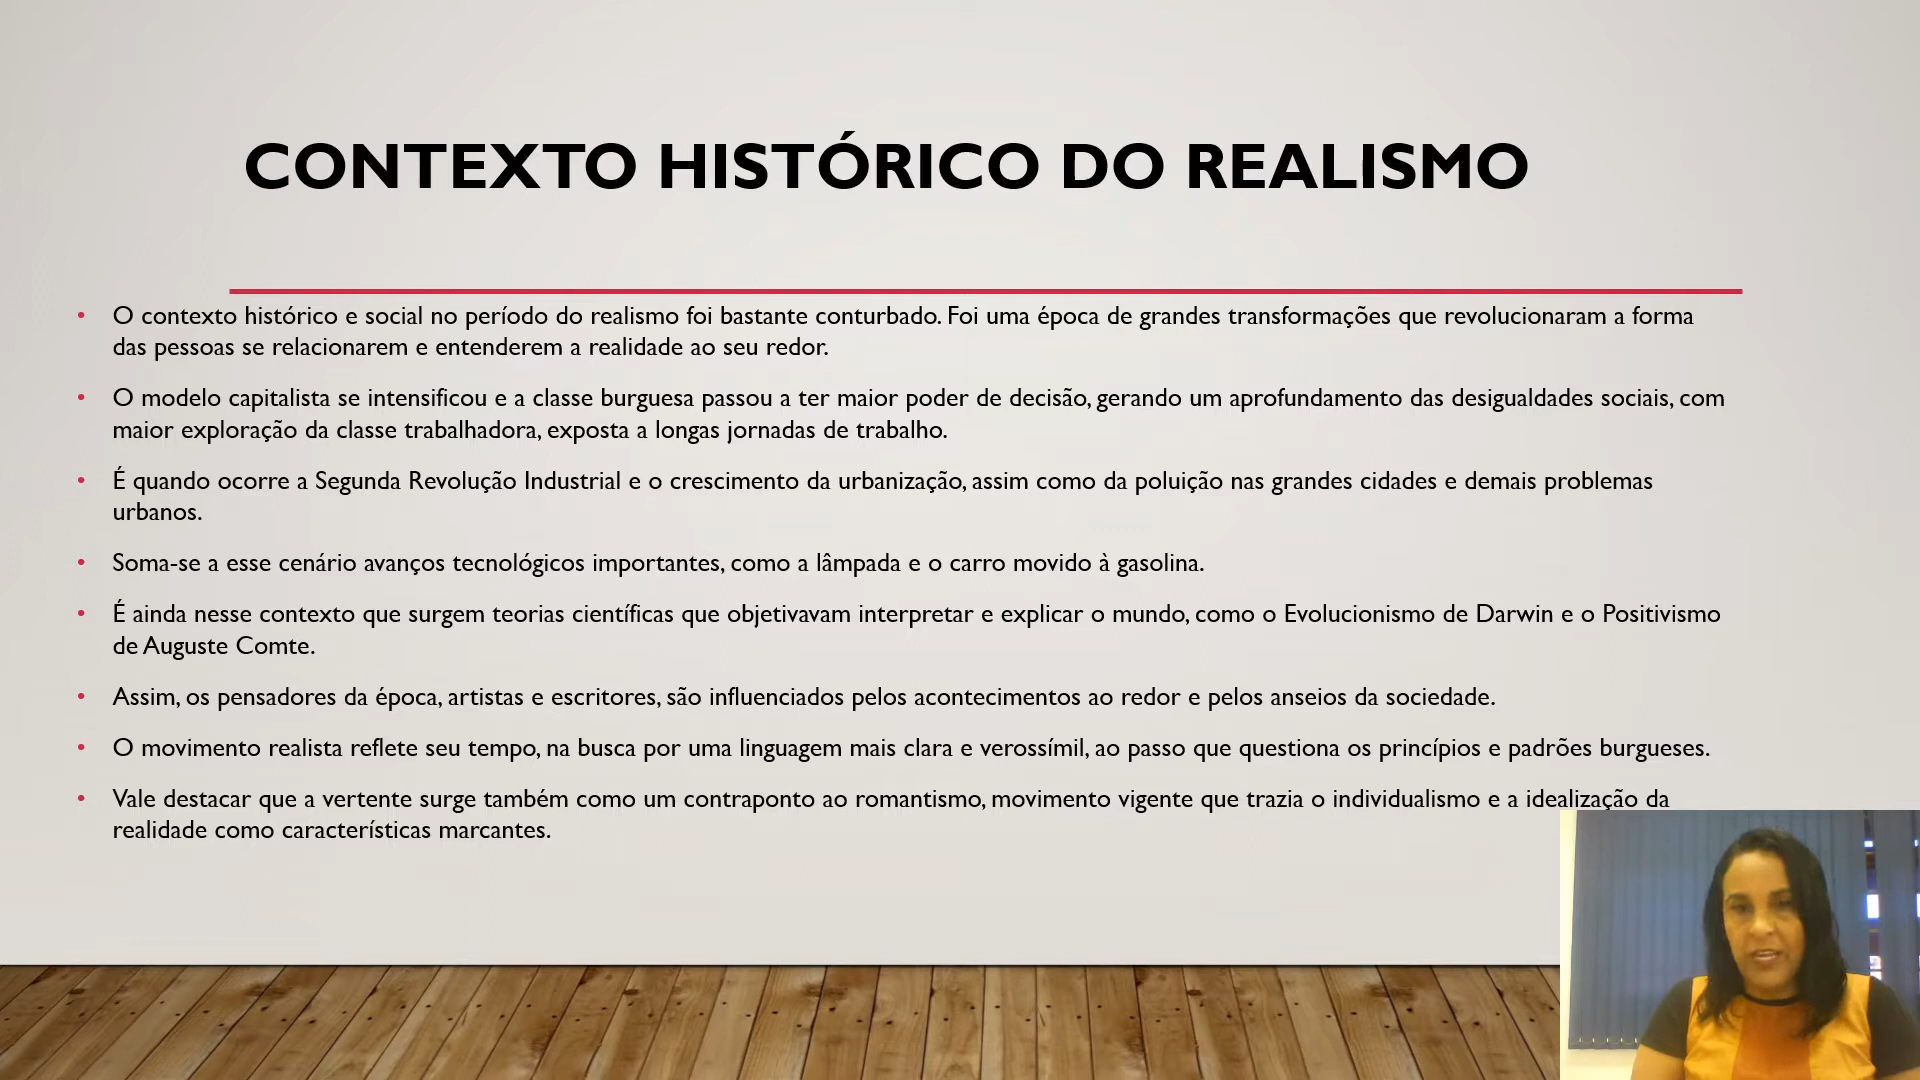 CONTEXTO HISTÓRICO DO REALISMO
• O contexto histórico e social no período do realismo foi bastante conturbado. Foi uma época de grandes transformações que revolucionaram a forma
das pessoas se relacionarem e entenderem a realidade ao seu redor.
• O modelo capitalista se intensificou e a classe burguesa passou a ter maior poder de decisão, gerando um aprofundamento das desigualdades sociais, com
maior exploração da classe trabalhadora, exposta a longas jornadas de trabalho.
• É quando ocorre a Segunda Revolução Industrial e o crescimento da urbanização, assim como da poluição nas grandes cidades e demais problemas
urbanos.
• Soma-se a esse cenário avanços tecnológicos importantes, como a lâmpada e o carro movido à gasolina.
• É ainda nesse contexto que surgem teorias científicas que objetivavam interpretar e explicar o mundo, como o Evolucionismo de Darwin e o Positivismo
de Auguste Comte.
• Assim, os pensadores da época, artistas e escritores, são influenciados pelos acontecimentos ao redor e pelos anseios da sociedade.
• O movimento realista reflete seu tempo, na busca por uma linguagem mais clara e verossímil, ao passo que questiona os princípios e padrões burgueses.
• Vale destacar que a vertente surge também como um contraponto ao romantismo, movimento vigente que trazia o individualismo e a idealização da
realidade como características marcantes.